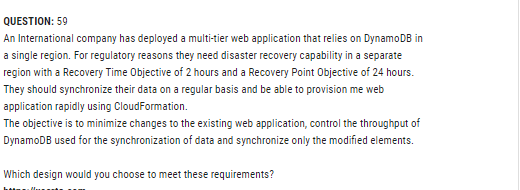 QUESTION: 59
An International company has deployed a multi-tier web application that relies on DynamoDB in
a single region. For regulatory reasons they need disaster recovery capability in a separate
region with a Recovery Time Objective of 2 hours and a Recovery Point Objective of 24 hours.
They should synchronize their data on a regular basis and be able to provision me web
application rapidly using CloudFormation.
The objective is to minimize changes to the existing web application, control the throughput of
DynamoDB used for the synchronization of data and synchronize only the modified elements.
Which design would you choose to meet these requirements?